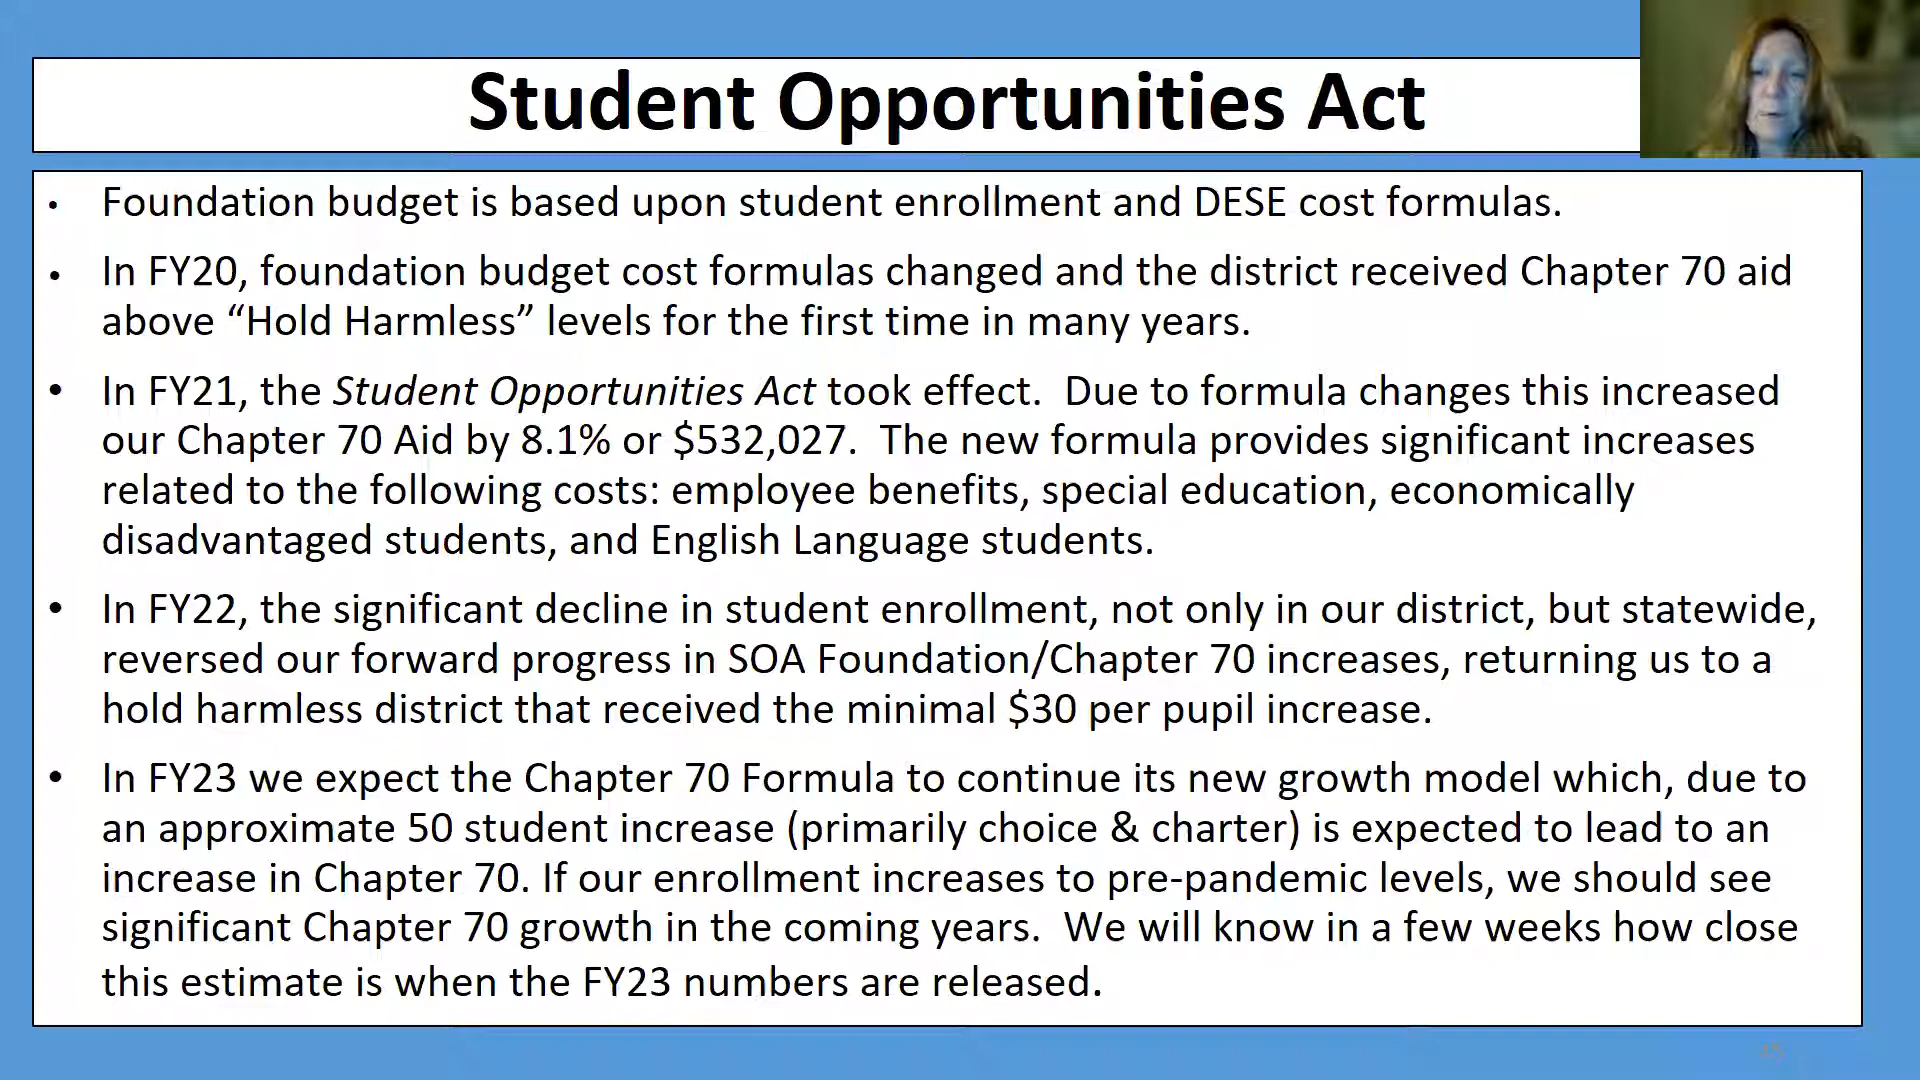 Student Opportunities Act
• Foundation budget is based upon student enrollment and DESE cost formulas.
• In FY20, foundation budget cost formulas changed and the district received Chapter 70 aid
above “Hold Harmless” levels for the first time in many years.
• In FY21, the Student Opportunities Act took effect.  Due to formula changes this increased
our Chapter 70 Aid by 8.1% or $532,027.  The new formula provides significant increases
related to the following costs: employee benefits, special education, economically
disadvantaged students, and English Language students.
• In FY22, the significant decline in student enrollment, not only in our district, but statewide,
reversed our forward progress in SOA Foundation/Chapter 70 increases, returning us to a
hold harmless district that received the minimal $30 per pupil increase.
• In FY23 we expect the Chapter 70 Formula to continue its new growth model which, due to
an approximate 50 student increase (primarily choice & charter) is expected to lead to an
increase in Chapter 70. If our enrollment increases to pre-pandemic levels, we should see
significant Chapter 70 growth in the coming years.  We will know in a few weeks how close
this estimate is when the FY23 numbers are released.